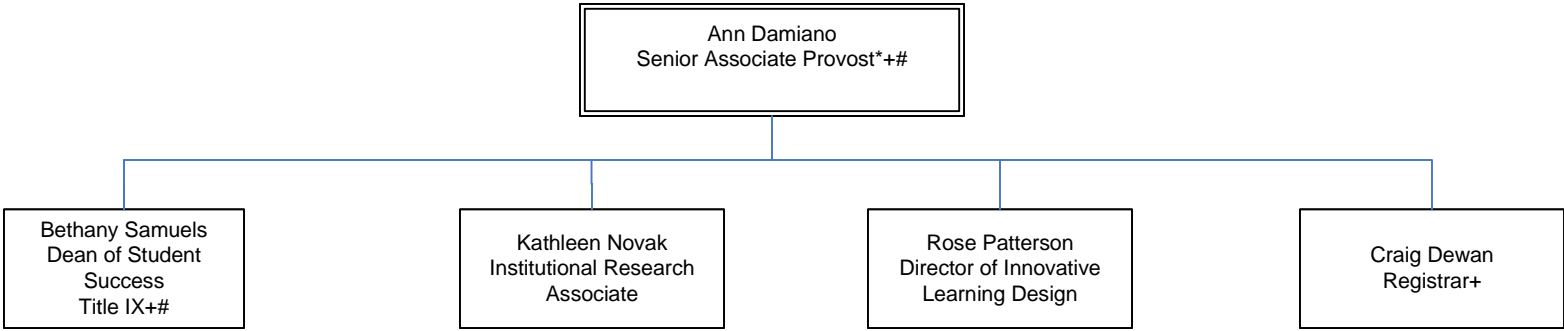 Ann Damiano
Senior Associate Provost*+#
Bethany Samuels
Dean of Student
Success
Title IX+#
Kathleen Novak
Institutional Research
Associate
Rose Patterson
Director of Innovative
Learning Design
Craig Dewan
Registrar+